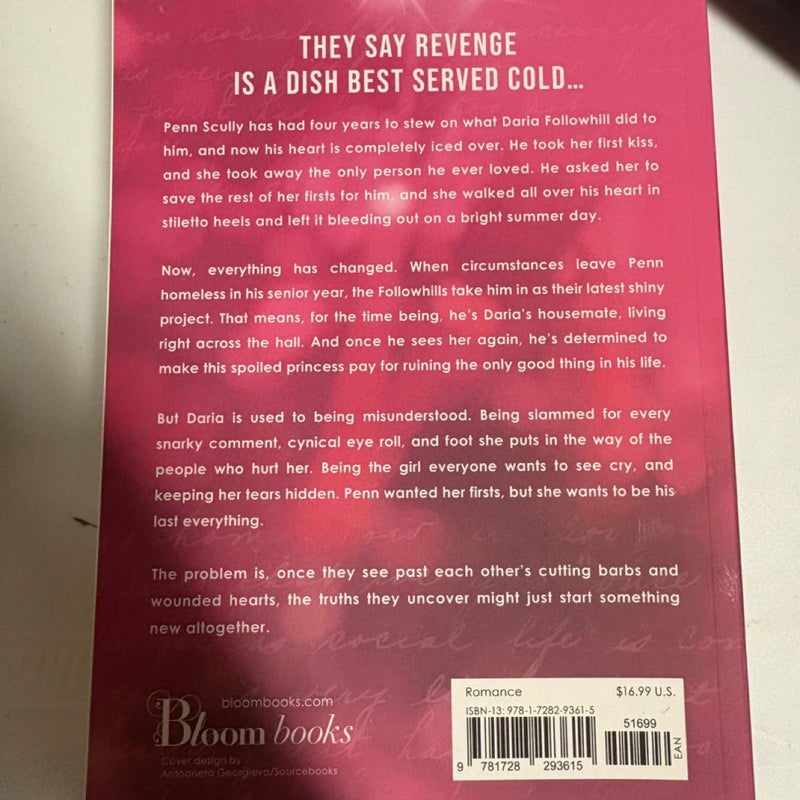 THEY SAY REVENGE
IS A DISH BEST SERVED COLD...
Penn Scully has had four years to stew on what Daria Followhill did to
him, and now his heart is completely iced over. He took her first kiss,
and she took away the only person he ever loved. He asked her to
save the rest of her firsts for him, and she walked all over his heart in
stiletto heels and left it bleeding out on a bright summer day.
Now, everything has changed. When circumstances leave Penn
homeless in his senior year, the Followhills take him in as their latest shiny
project. That means, for the time being, he's Daria's housemate, living
right across the hall. And once he sees her again, he's determined to
make this spoiled princess pay for ruining the only good thing in his life.
But Daria is used to being misunderstood. Being slammed for every
snarky comment, cynical eye roll, and foot she puts in the way of the
people who hurt her. Being the girl everyone wants to see cry, and
keeping her tears hidden. Penn wanted her firsts, but she wants to be his
last everything.
The problem is, once they see past each other's cutting barbs and
wounded hearts, the truths they uncover might just start something
new altogether.
social life is
bloombooks.com
Bloom books
Cover design by
Antoaneta Georgieva/Sourcebooks
Romance $16.99 U.S.
ISBN-13: 978-1-7282-9361-5
51699
EAN
9 781728 293615